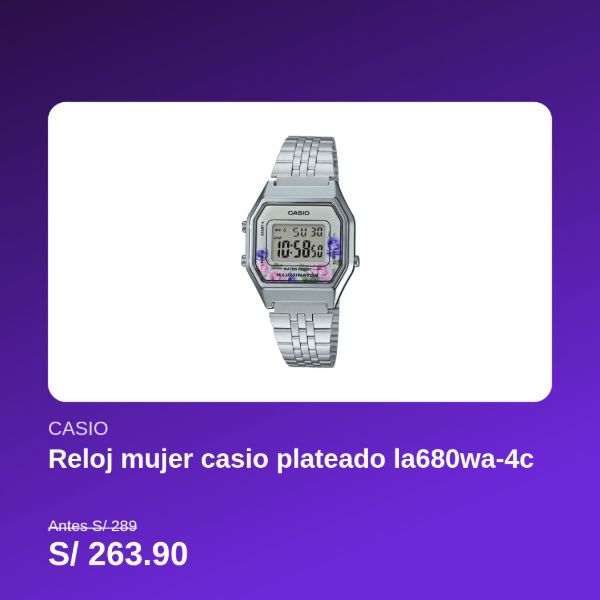 CASIO
SU 30
10:58 50
WATER RESIST
ILLUMINATOR
CASIO
Reloj mujer casio plateado la680wa-4c
Antes S/ 289
S/ 263.90